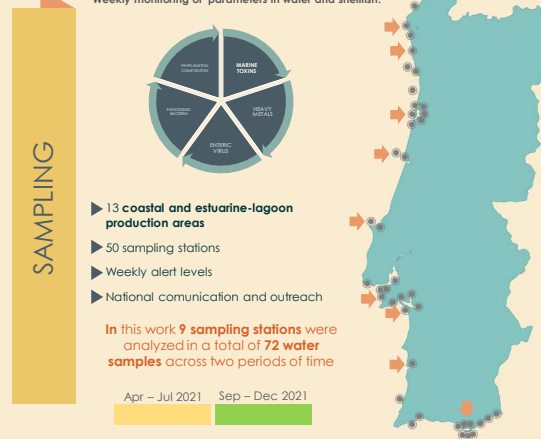 Weekly monitoring of parameters in water and shellfish.
PHYPLANKTON
COMPOSITION
MARINE
TOXINS
PATHOGENIC
BACTERIA
HEAVY
METALS
ENTERIC
VIRUS
SAMPLING
13 coastal and estuarine-lagoon
production areas
50 sampling stations
Weekly alert levels
National comunication and outreach
In this work 9 sampling stations were
analyzed in a total of 72 water
samples across two periods of time
Apr – Jul 2021
Sep – Dec 2021